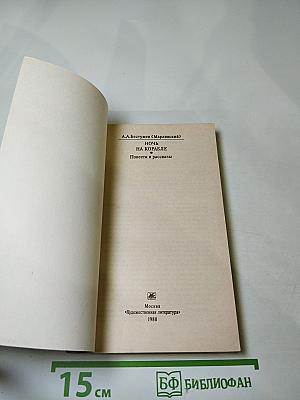 А.А.Бестужев (Марлинский)
НОЧЬ
НА КОРАБЛЕ
Повести и рассказы
Москва
«Художественная литература»
1988
15 см
БФ БИБЛИОФАН